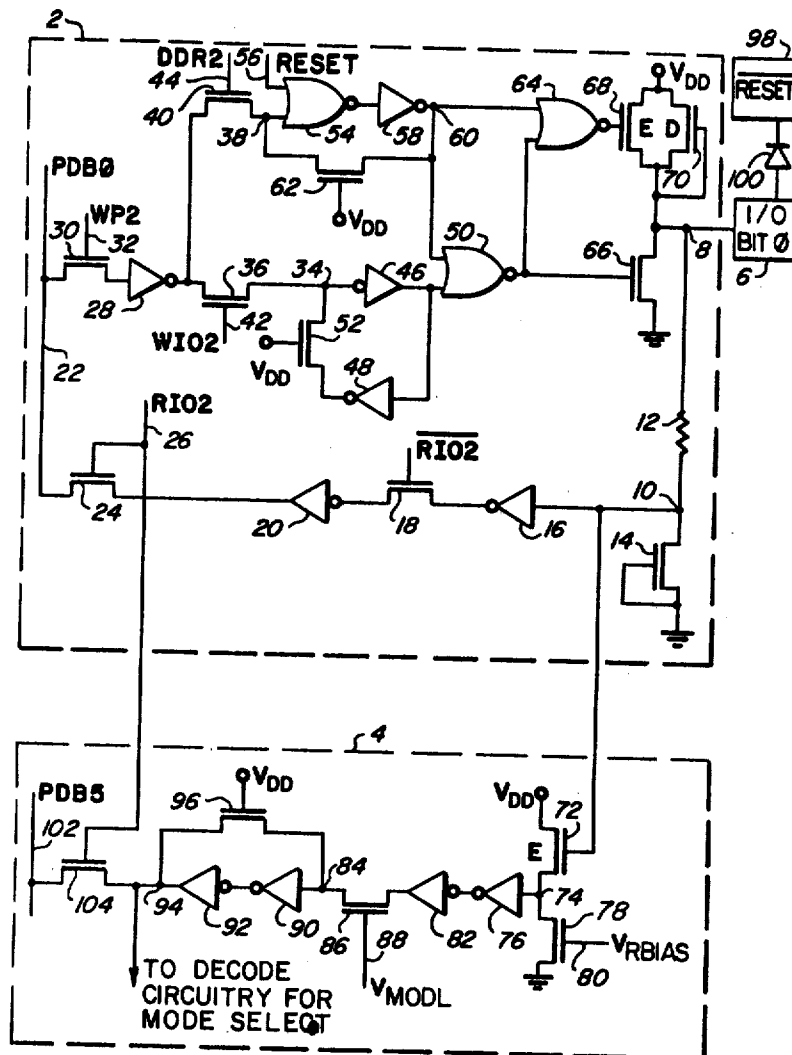 2
98
DDR2
56
RESET
64
68
VDD
RESET
44
40
38
54
58
60
E D
70
100
PDB0
62
VDD
I/O
BIT 0
30
WP2
32
50
66
8
6
28
36
34
46
42
WIO2
52
VDD
48
22
12
RIO2
26
RIO2
10
24
20
18
16
14
4
PDB5
96
VDD
VDD
72
102
E
84
74
104
94
92
90
86
82
76
78
88
80
VRBIAS
VMODL
TO DECODE
CIRCUITRY FOR
MODE SELECT